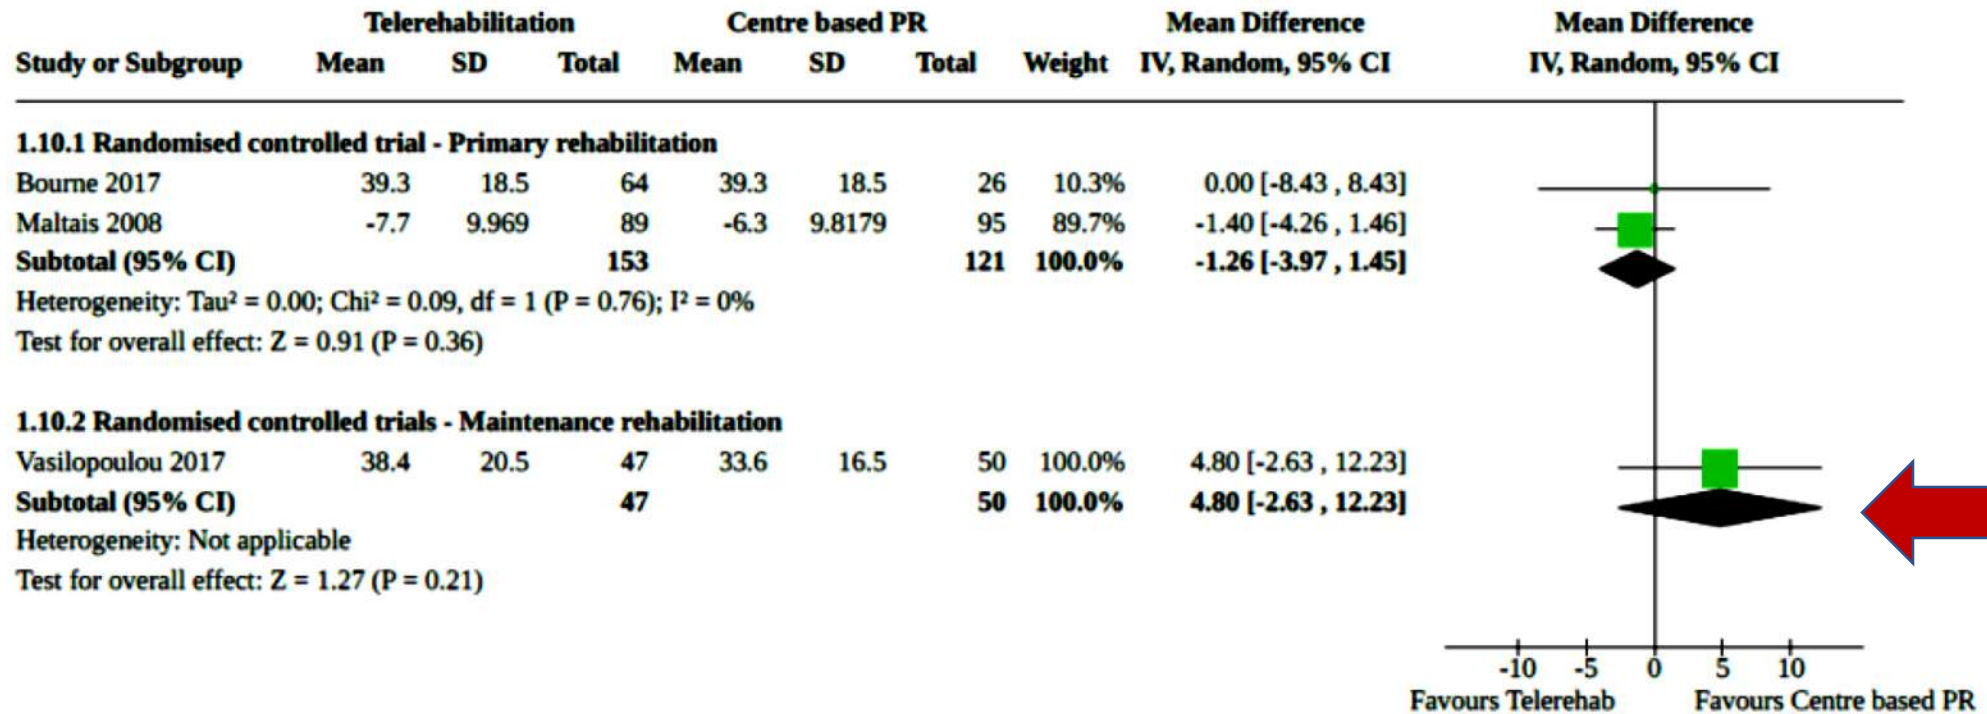 Telerehabilitation Centre based PR Mean Difference Mean Difference
Study or Subgroup Mean SD Total Mean SD Total Weight IV, Random, 95% CI IV, Random, 95% CI
1.10.1 Randomised controlled trial - Primary rehabilitation
Bourne 2017 39.3 18.5 64 39.3 18.5 26 10.3% 0.00 [-8.43 , 8.43]
Maltais 2008 -7.7 9.969 89 -6.3 9.8179 95 89.7% -1.40 [-4.26 , 1.46]
Subtotal (95% CI) 153 121 100.0% -1.26 [-3.97 , 1.45]
Heterogeneity: Tau² = 0.00; Chi² = 0.09, df = 1 (P = 0.76); I² = 0%
Test for overall effect: Z = 0.91 (P = 0.36)
1.10.2 Randomised controlled trials - Maintenance rehabilitation
Vasilopoulou 2017 38.4 20.5 47 33.6 16.5 50 100.0% 4.80 [-2.63 , 12.23]
Subtotal (95% CI) 47 50 100.0% 4.80 [-2.63 , 12.23]
Heterogeneity: Not applicable
Test for overall effect: Z = 1.27 (P = 0.21)
-10 -5 0 5 10
Favours Telerehab Favours Centre based PR